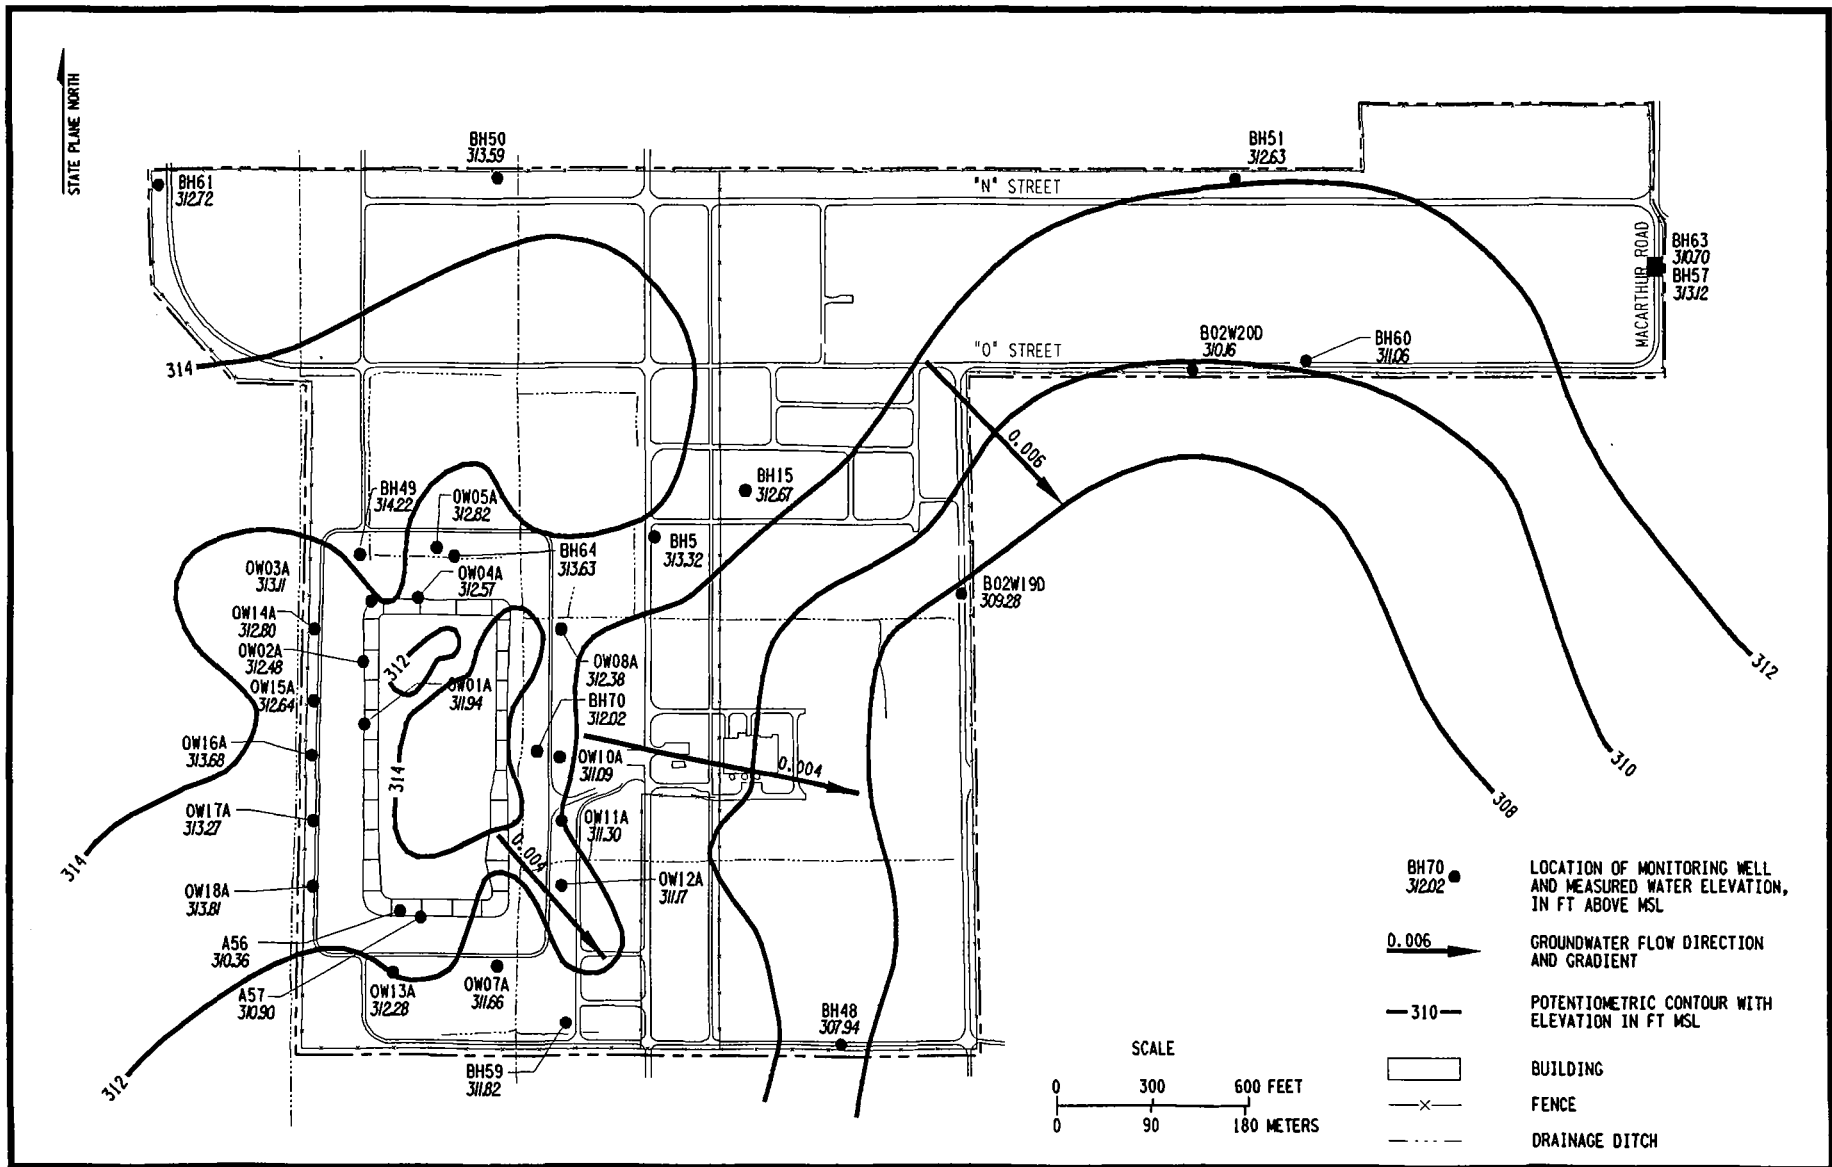 STATE PLANE NORTH
BH50
313.59
BH51
312.63
BH61
312.72
"N" STREET
MACARTHUR ROAD
BH63
310.70
BH57
313.12
B02W20D
310.16
BH60
311.06
"O" STREET
314
0.006
BH15
312.67
BH49
314.22
OW05A
312.82
BH5
313.32
BH64
313.63
OW03A
313.11
OW04A
312.57
B02W19D
309.28
OW14A
312.80
OW02A
312.48
312
OW08A
312.38
OW15A
312.64
OW01A
311.94
BH70
312.02
312
OW16A
313.68
OW10A
311.09
0.004
314
310
308
OW17A
313.27
OW11A
311.30
0.004
314
OW18A
313.81
OW12A
311.17
A56
310.36
A57
310.90
OW13A
312.28
OW07A
311.66
BH48
307.94
312
BH59
311.82
BH70
312.02
LOCATION OF MONITORING WELL
AND MEASURED WATER ELEVATION,
IN FT ABOVE MSL
0.006
GROUNDWATER FLOW DIRECTION
AND GRADIENT
310
POTENTIOMETRIC CONTOUR WITH
ELEVATION IN FT MSL
BUILDING
FENCE
DRAINAGE DITCH
SCALE
0 300 600 FEET
0 90 180 METERS